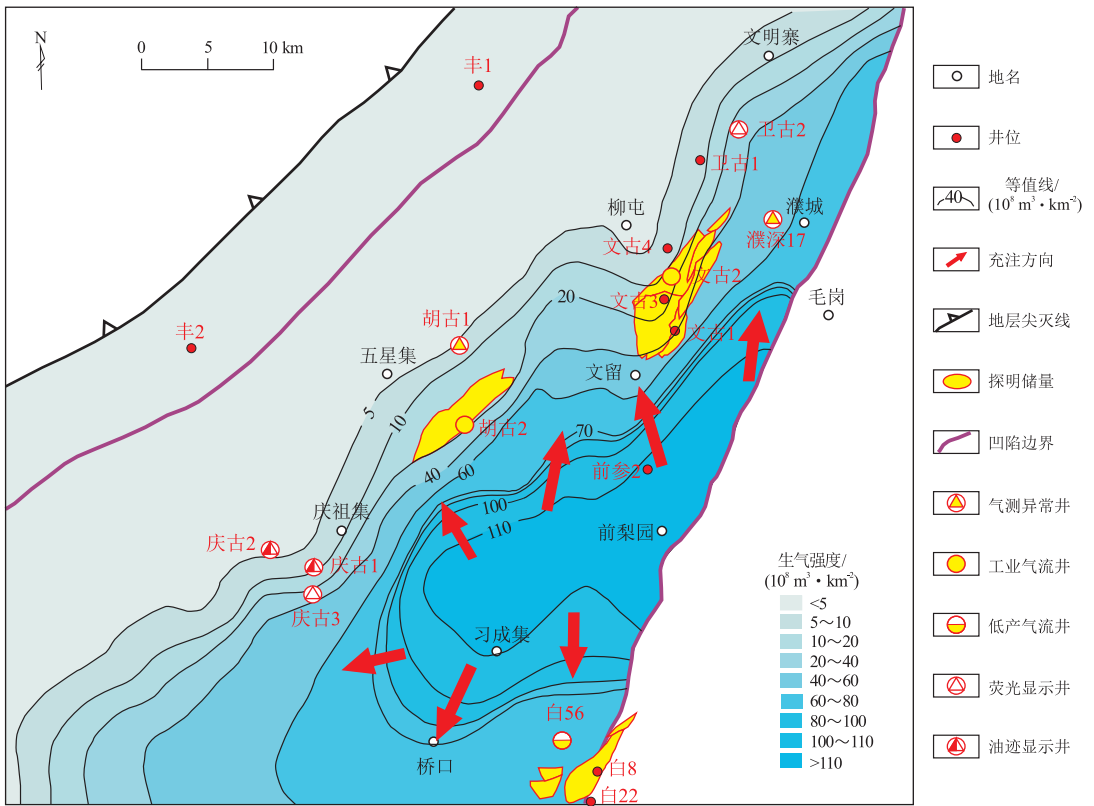 N
0 5 10 km
文明寨
丰1
卫古2
卫古1
柳屯
濮城
濮深17
文古4
文古2
20
文古3
毛岗
胡古1
文古1
丰2
五星集
文留
5
10
胡古2
70
40
60
前参2
100
庆祖集
110
前梨园
庆古2
庆古1
庆古3
习成集
白56
桥口
白8
白22
生气强度/
(10⁸ m³·km⁻²)
<5
5～10
10～20
20～40
40～60
60～80
80～100
100～110
>110
地名
井位
40
等值线/
(10⁸ m³·km⁻²)
充注方向
地层尖灭线
探明储量
凹陷边界
气测异常井
工业气流井
低产气流井
荧光显示井
油迹显示井